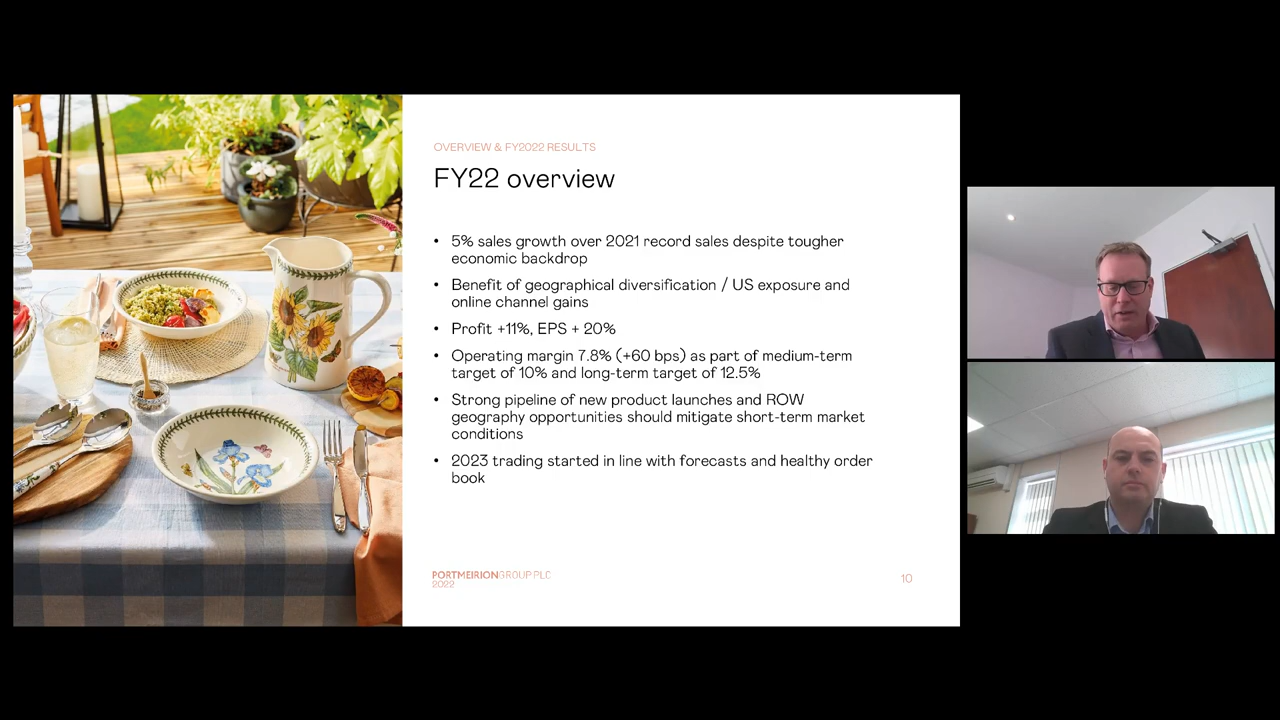 OVERVIEW & FY2022 RESULTS
FY22 overview
• 5% sales growth over 2021 record sales despite tougher
economic backdrop
• Benefit of geographical diversification / US exposure and
online channel gains
• Profit +11%, EPS + 20%
• Operating margin 7.8% (+60 bps) as part of medium-term
target of 10% and long-term target of 12.5%
• Strong pipeline of new product launches and ROW
geography opportunities should mitigate short-term market
conditions
• 2023 trading started in line with forecasts and healthy order
book
PORTMEIRION GROUP PLC
2022
10